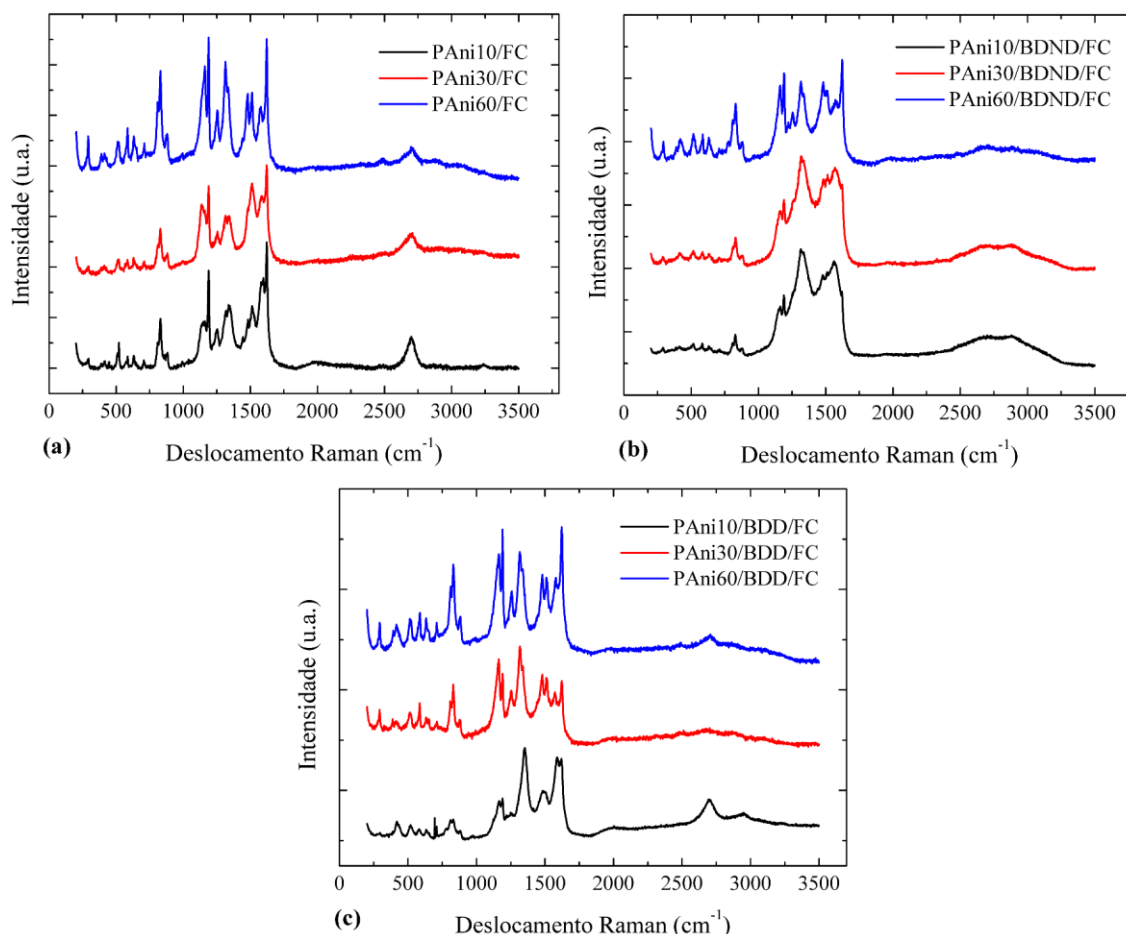 PAni10/FC
PAni30/FC
PAni60/FC
Intensidade (u.a.)
0 500 1000 1500 2000 2500 3000 3500
(a)
Deslocamento Raman (cm⁻¹)
PAni10/BDND/FC
PAni30/BDND/FC
PAni60/BDND/FC
Intensidade (u.a.)
0 500 1000 1500 2000 2500 3000 3500
(b)
Deslocamento Raman (cm⁻¹)
PAni10/BDD/FC
PAni30/BDD/FC
PAni60/BDD/FC
Intensidade (u.a.)
0 500 1000 1500 2000 2500 3000 3500
(c)
Deslocamento Raman (cm⁻¹)